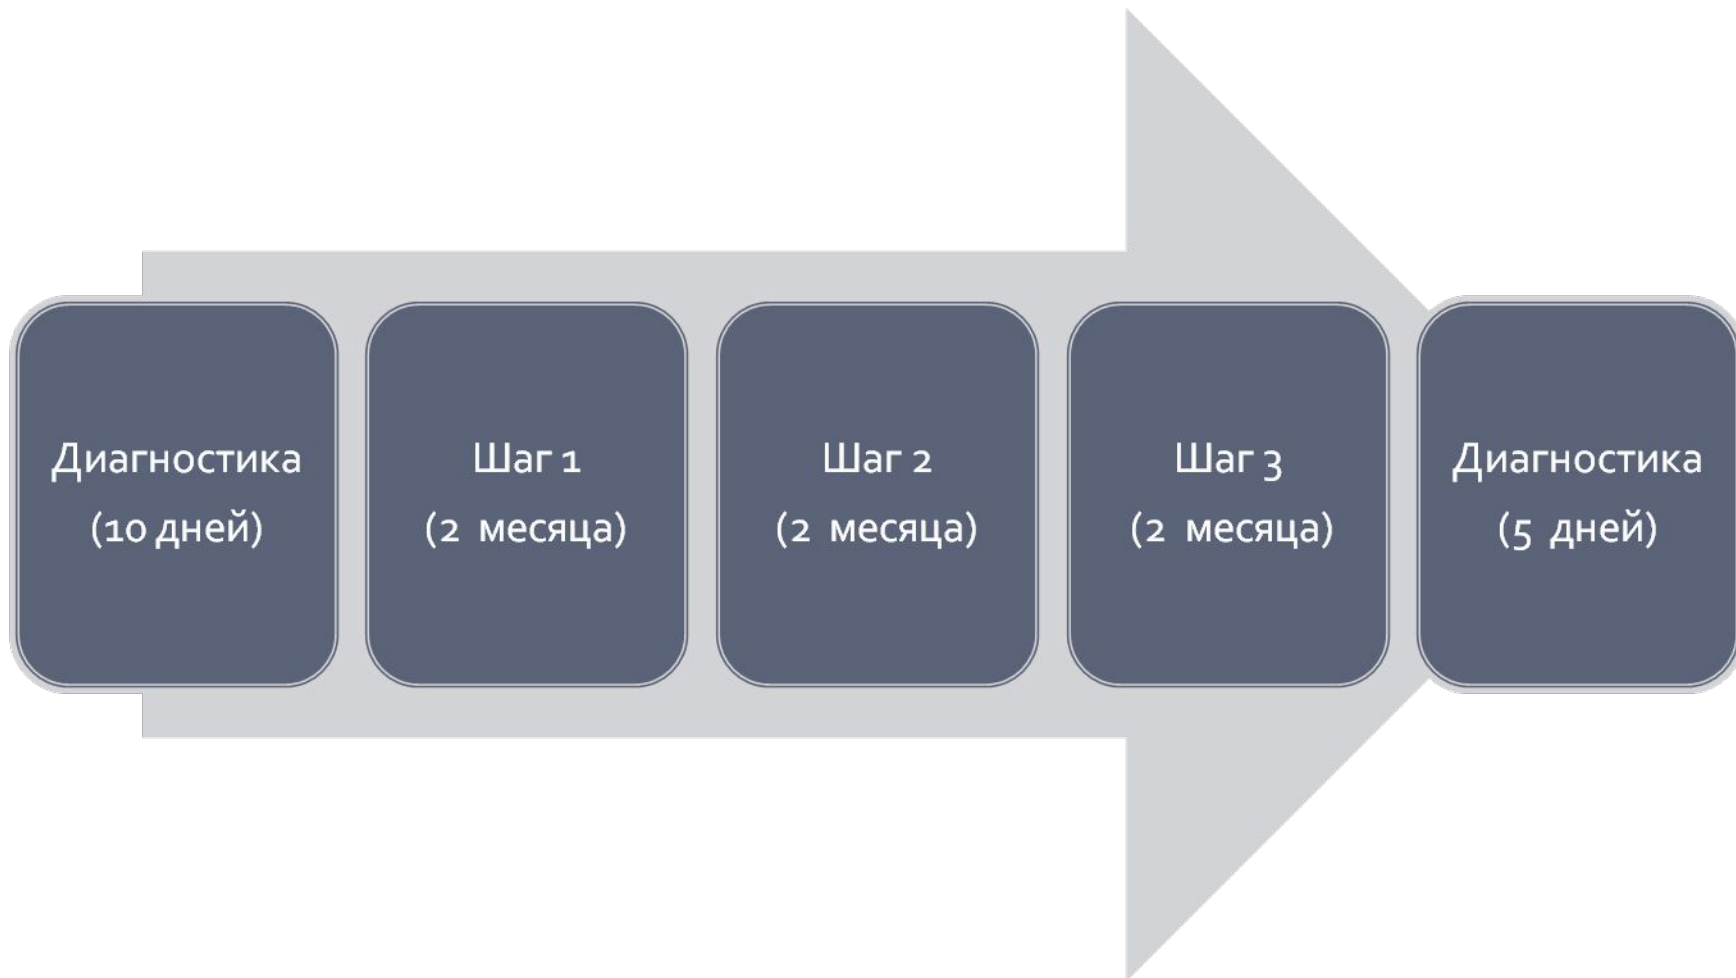 Диагностика
(10 дней)
Шаг 1
(2 месяца)
Шаг 2
(2 месяца)
Шаг 3
(2 месяца)
Диагностика
(5 дней)